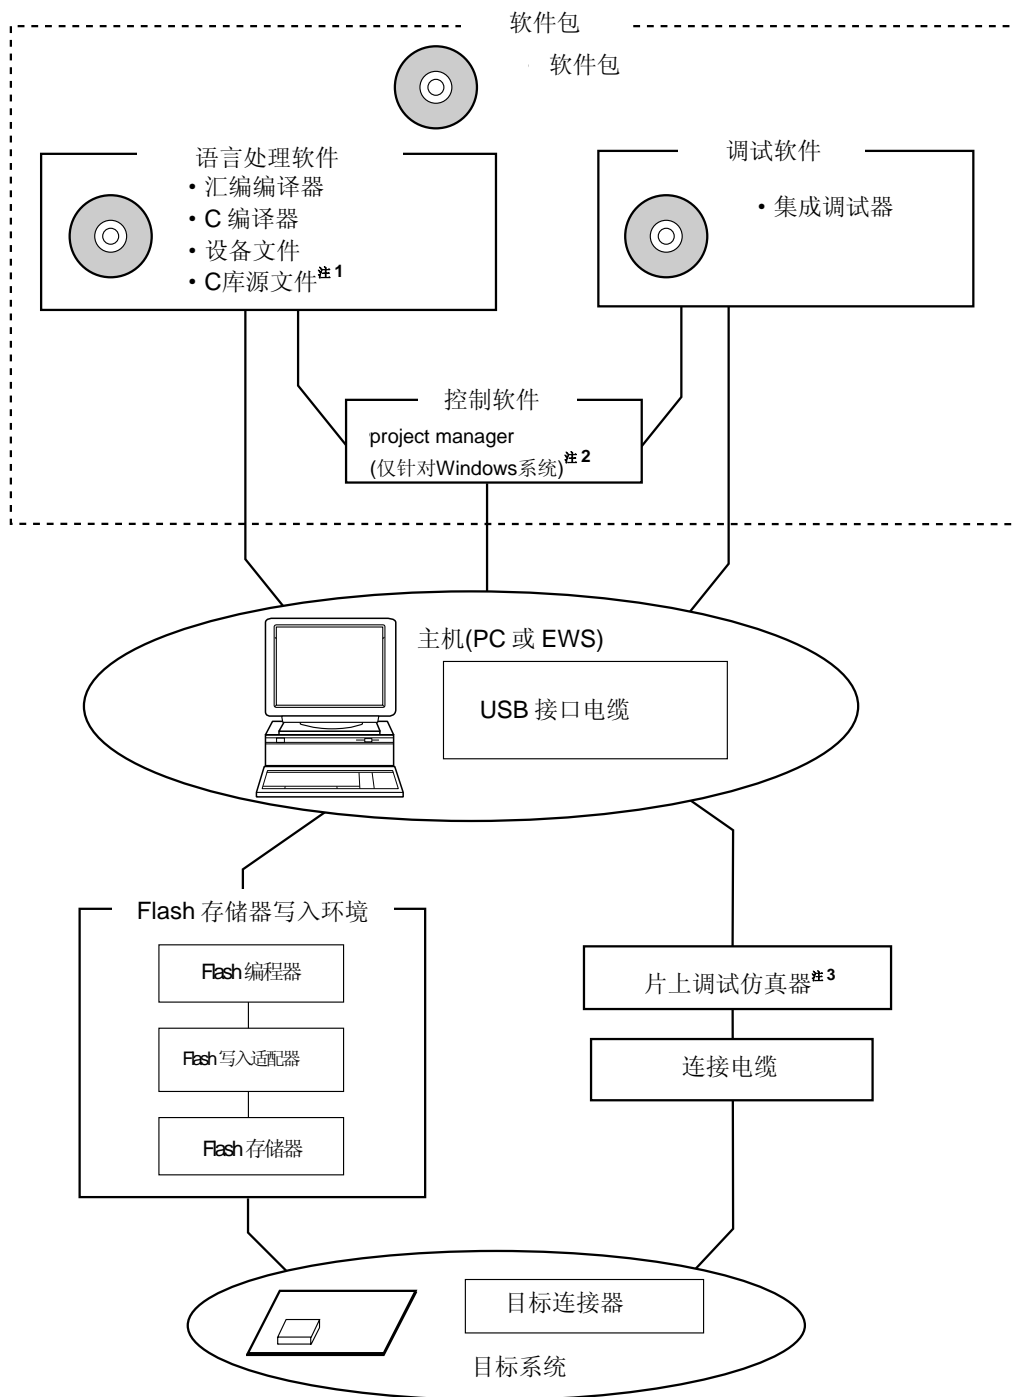 软件包
软件包
语言处理软件
・汇编编译器
・C 编译器
・设备文件
・C库源文件注 1
调试软件
・集成调试器
控制软件
project manager
(仅针对Windows系统)注 2
主机(PC 或 EWS)
USB 接口电缆
Flash 存储器写入环境
Flash 编程器
Flash 写入适配器
Flash 存储器
片上调试仿真器注 3
连接电缆
目标连接器
目标系统